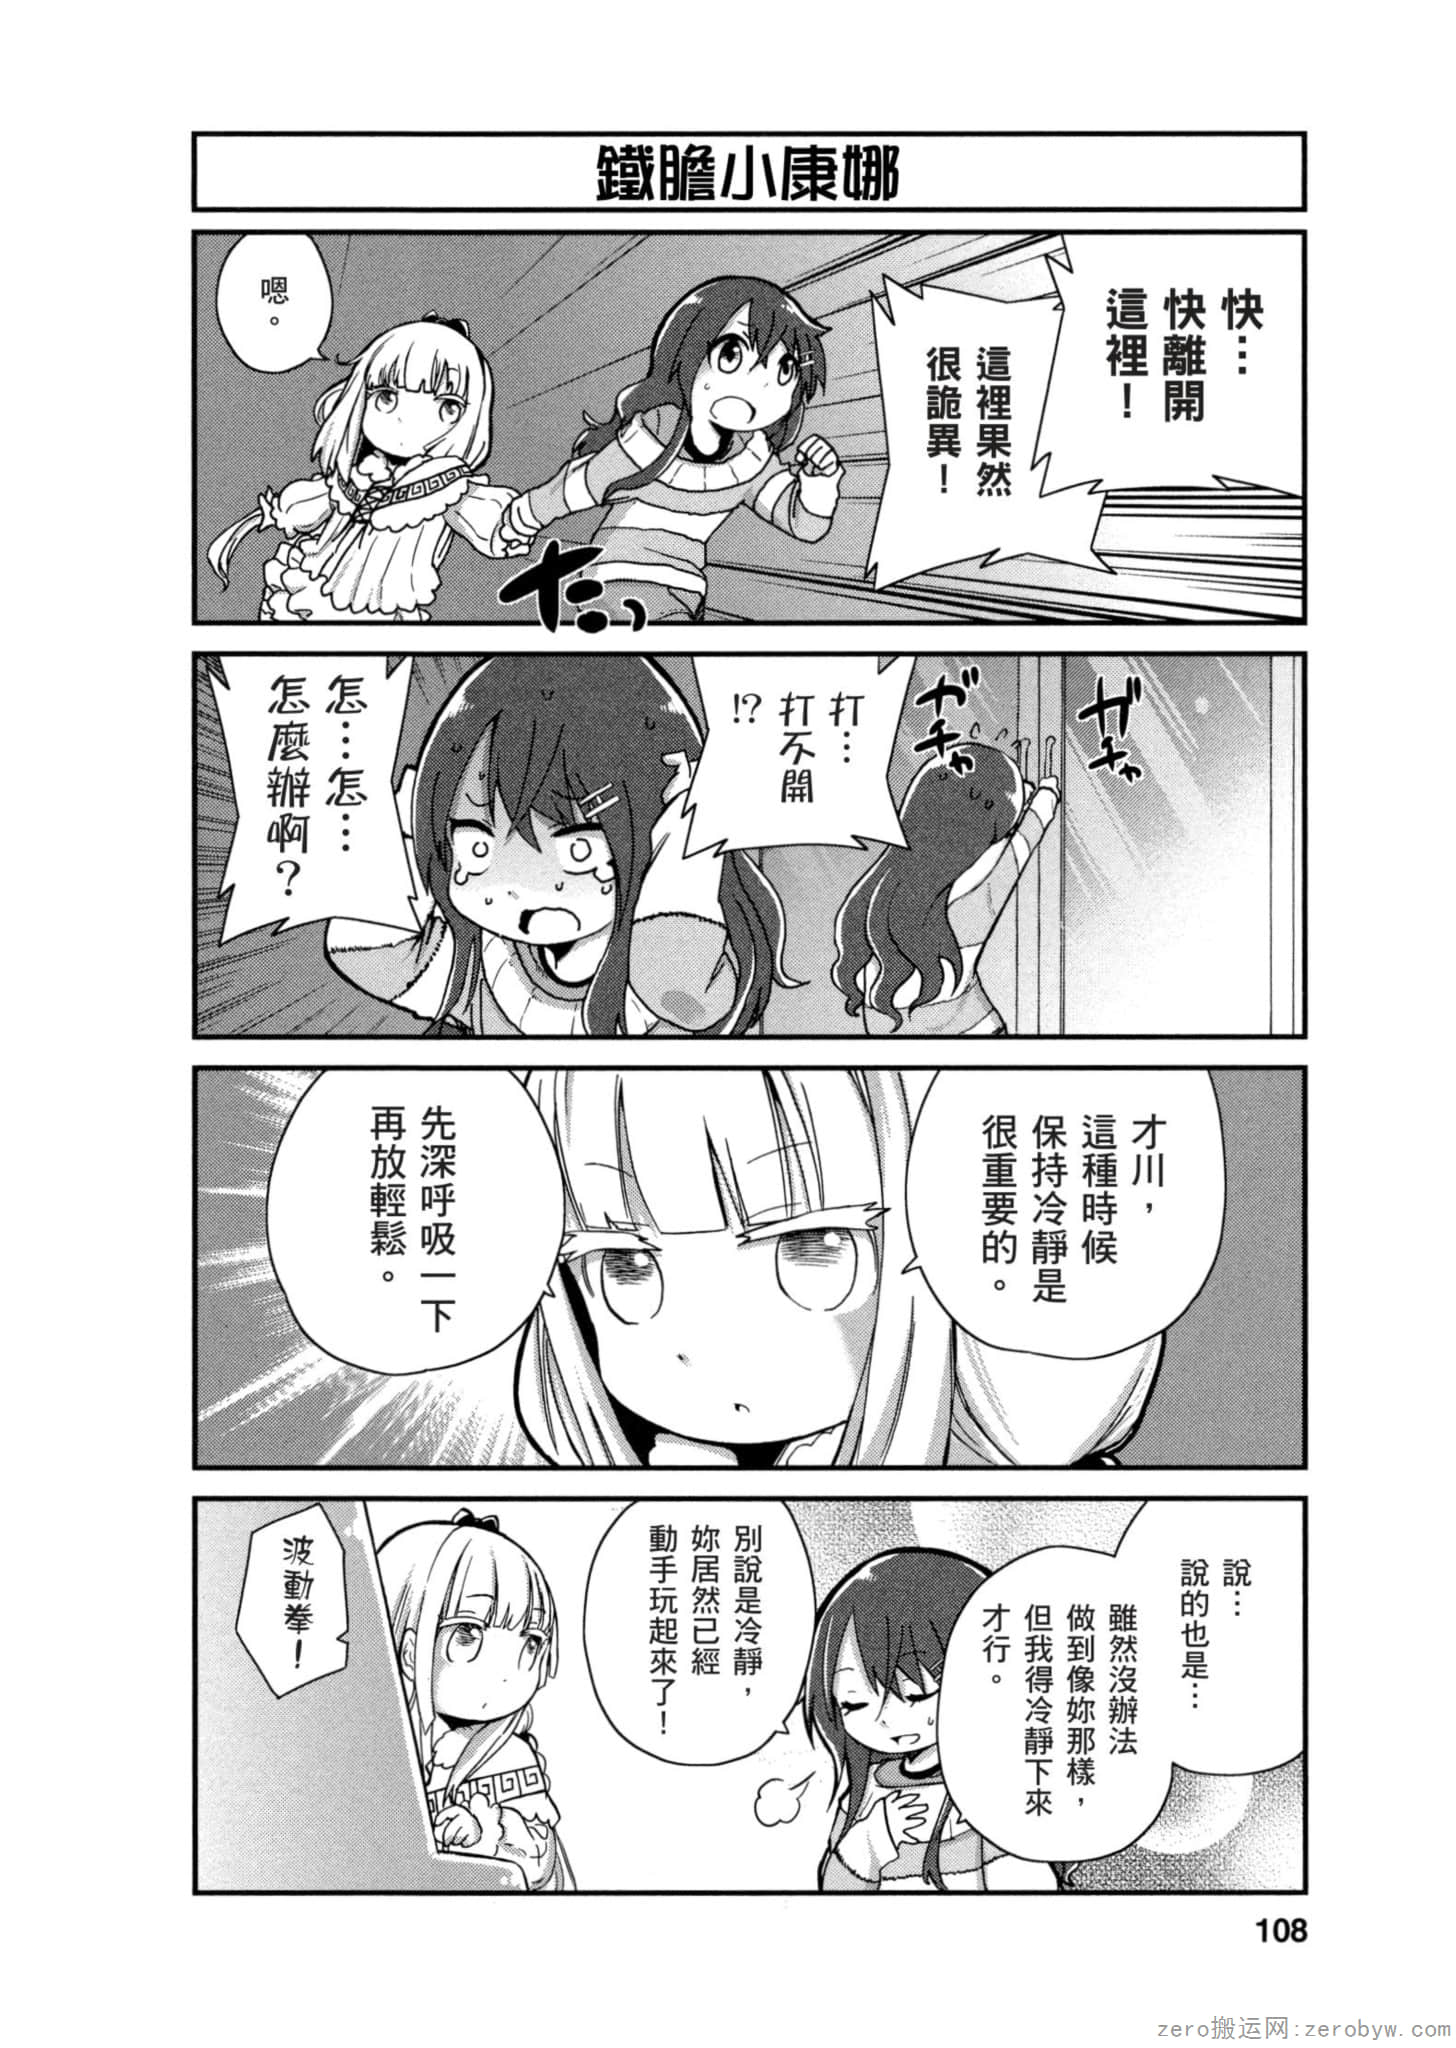 鐵膽小康娜
快…
快離開
這裡！
這裡果然
很詭異！
嗯。
たっ
ガチャ
ガチャ
打…
打不開
!?
怎…怎…
怎麼辦啊？
才川，
這種時候
保持冷靜是
很重要的。
先深呼吸一下
再放輕鬆。
說…
說的也是…
雖然沒辦法
做到像妳那樣，
但我得冷靜下來
才行。
別說是冷靜，
妳居然已經
動手玩起來了！
波動拳！
108
zero搬运网:zerobyw.com